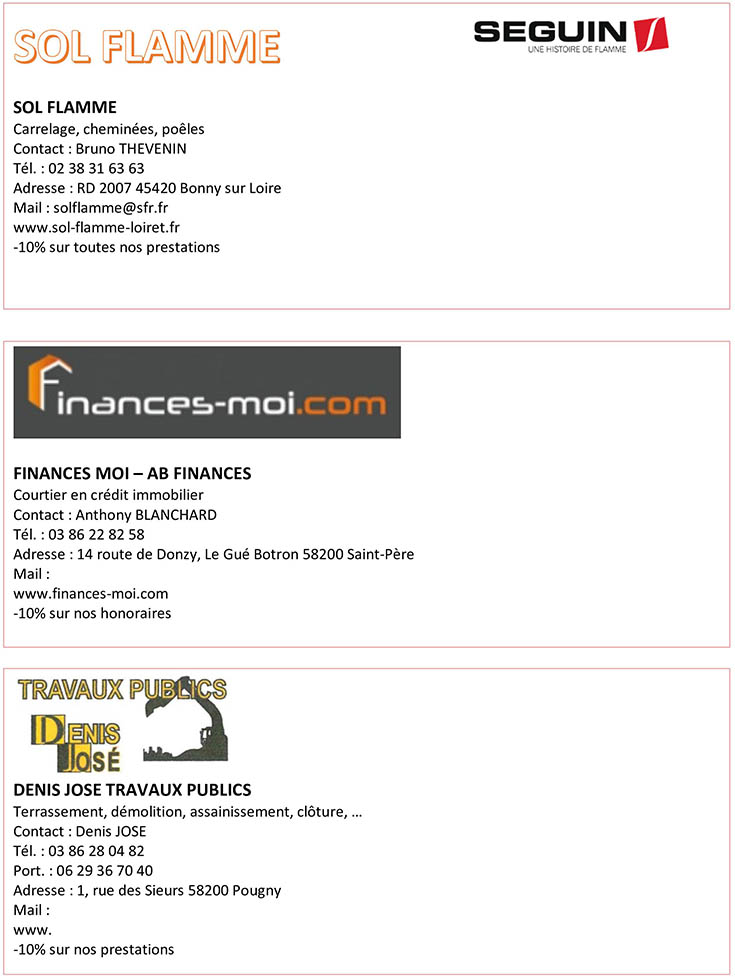 SOL FLAMME
SEGUIN
UNE HISTOIRE DE FLAMME
SOL FLAMME
Carrelage, cheminées, poêles
Contact : Bruno THEVENIN
Tél. : 02 38 31 63 63
Adresse : RD 2007 45420 Bonny sur Loire
Mail : solflamme@sfr.fr
www.sol-flamme-loiret.fr
-10% sur toutes nos prestations
Finances-moi.com
FINANCES MOI – AB FINANCES
Courtier en crédit immobilier
Contact : Anthony BLANCHARD
Tél. : 03 86 22 82 58
Adresse : 14 route de Donzy, Le Gué Botron 58200 Saint-Père
Mail :
www.finances-moi.com
-10% sur nos honoraires
TRAVAUX PUBLICS
DENIS
JOSÉ
DENIS JOSE TRAVAUX PUBLICS
Terrassement, démolition, assainissement, clôture, ...
Contact : Denis JOSE
Tél. : 03 86 28 04 82
Port. : 06 29 36 70 40
Adresse : 1, rue des Sieurs 58200 Pougny
Mail :
www.
-10% sur nos prestations